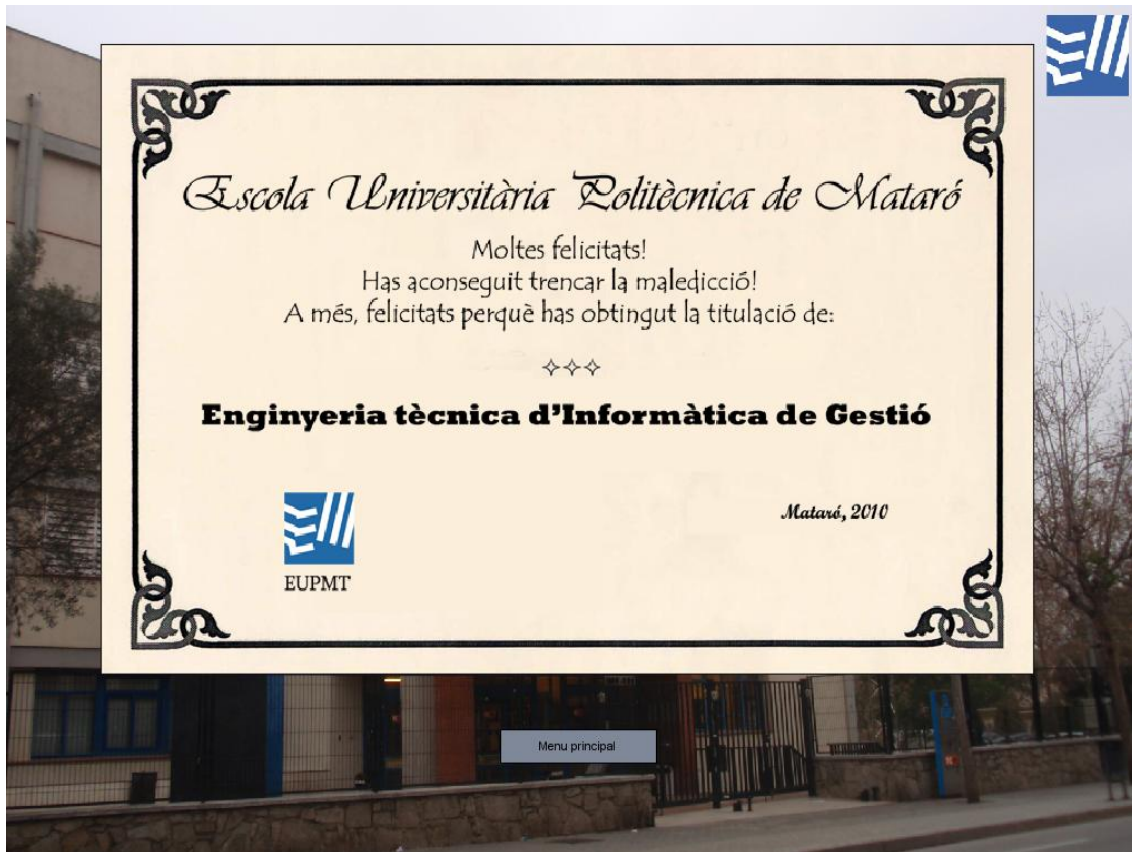 Escola Universitària Politècnica de Mataró
Moltes felicitats!
Has aconseguit trencar la maledicció!
A més, felicitats perquè has obtingut la titulació de:
Enginyeria tècnica d'Informàtica de Gestió
Mataró, 2010
EUPMT
Menu principal